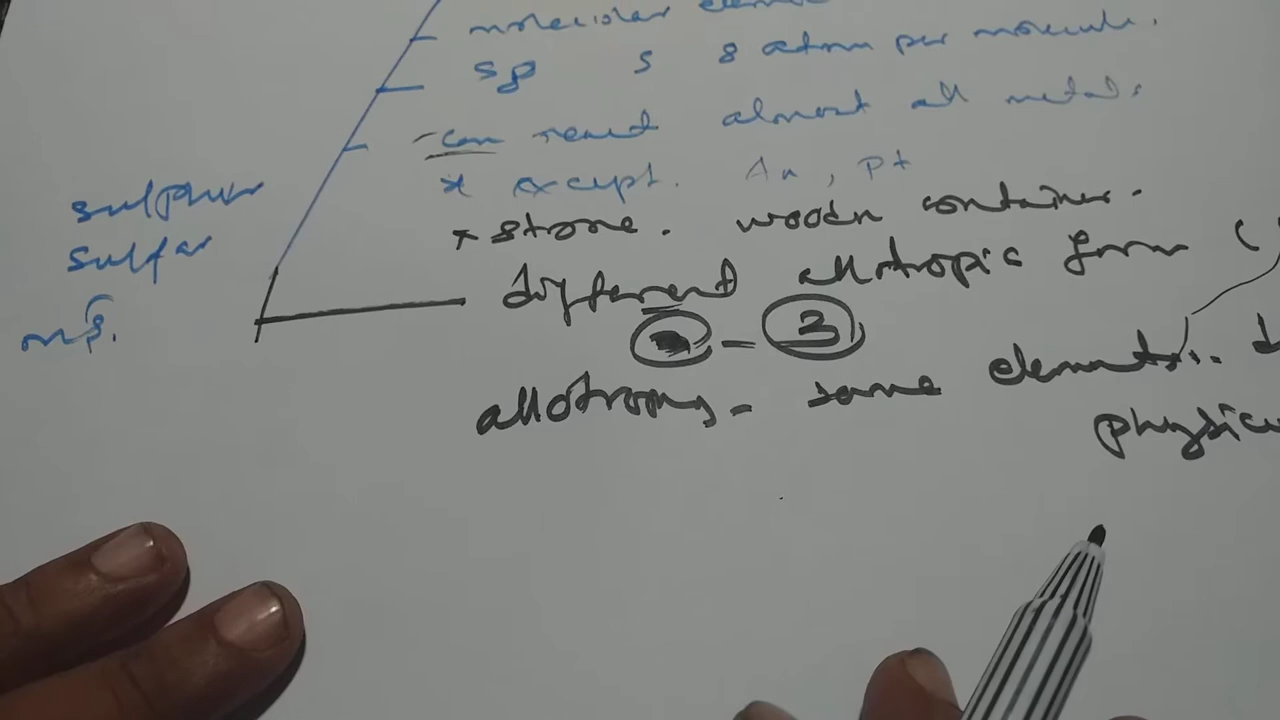 molecular
S8 S 8 atom per molecule.
can react almost all metals
* except. Au, Pt
sulphur
* stone. wooden container.
sulfar
different allotropic form (
- 3
allotropy - same elements..
physic